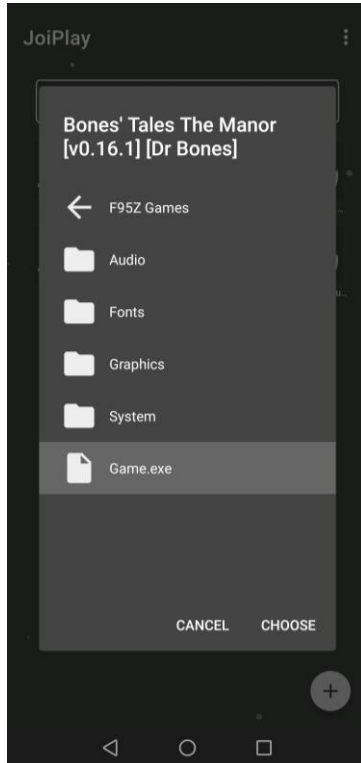 JoiPlay
Bones' Tales The Manor
[v0.16.1] [Dr Bones]
F95Z Games
Audio
Fonts
Graphics
System
Game.exe
CANCEL
CHOOSE
+